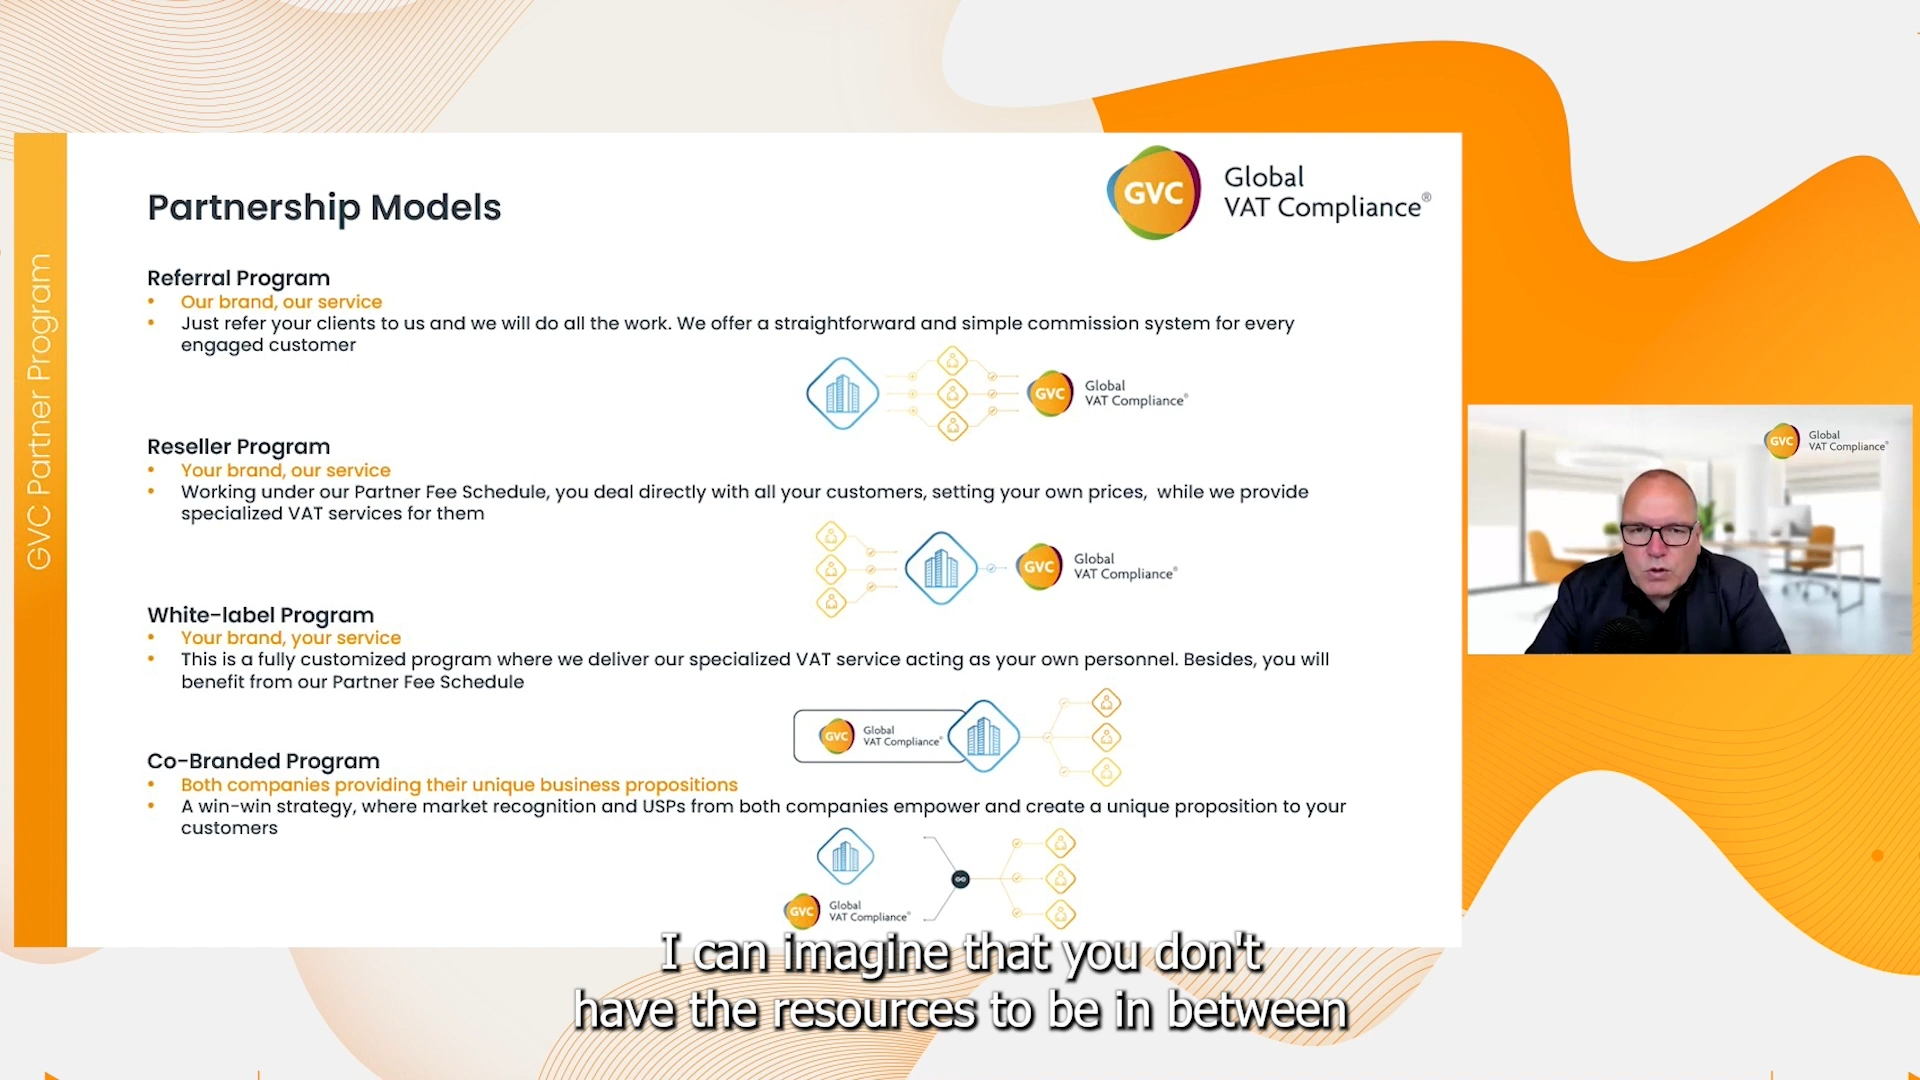 GVC Partner Program
Partnership Models
GVC
Global
VAT Compliance®
Referral Program
• Our brand, our service
• Just refer your clients to us and we will do all the work. We offer a straightforward and simple commission system for every
engaged customer
GVC
Global
VAT Compliance®
Reseller Program
• Your brand, our service
• Working under our Partner Fee Schedule, you deal directly with all your customers, setting your own prices, while we provide
specialized VAT services for them
GVC
Global
VAT Compliance®
White-label Program
• Your brand, your service
• This is a fully customized program where we deliver our specialized VAT service acting as your own personnel. Besides, you will
benefit from our Partner Fee Schedule
GVC
Global
VAT Compliance®
Co-Branded Program
• Both companies providing their unique business propositions
• A win-win strategy, where market recognition and USPs from both companies empower and create a unique proposition to your
customers
GVC
Global
VAT Compliance®
GVC
Global
VAT Compliance®
I can imagine that you don't
have the resources to be in between